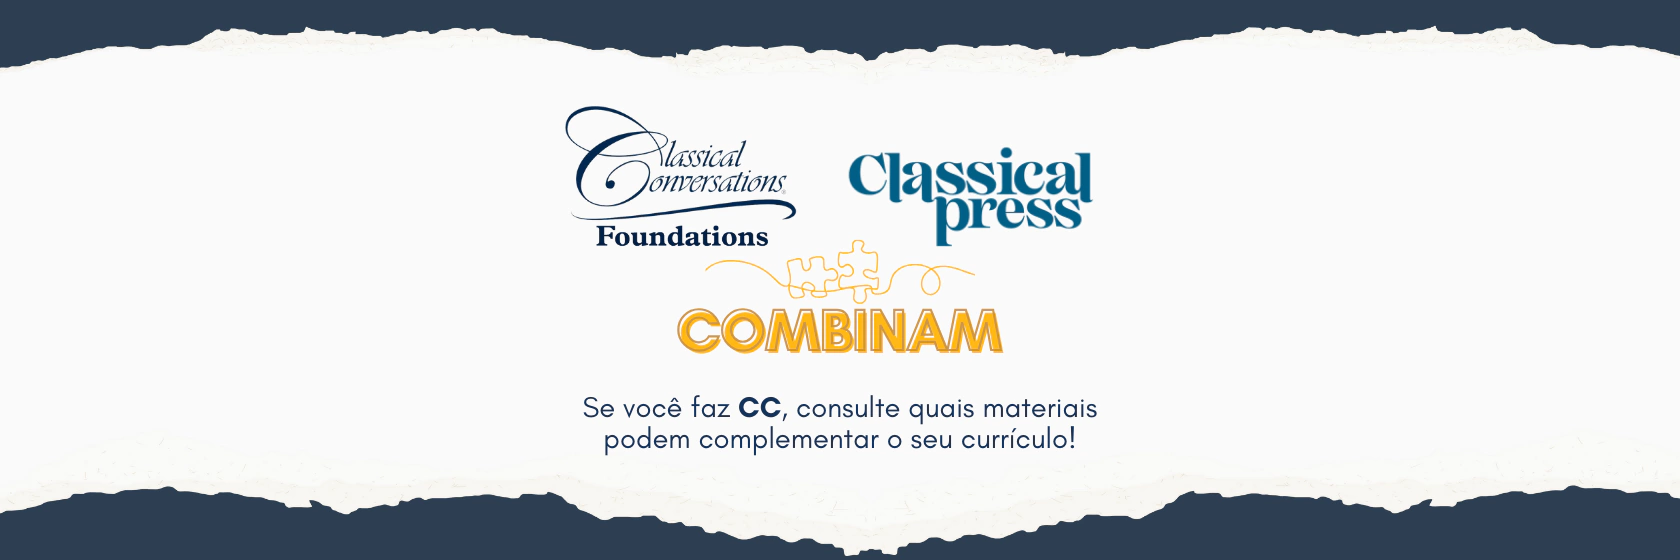 Classical
Conversations®
Foundations
Classical
press
COMBINAM
Se você faz CC, consulte quais materiais
podem complementar o seu currículo!